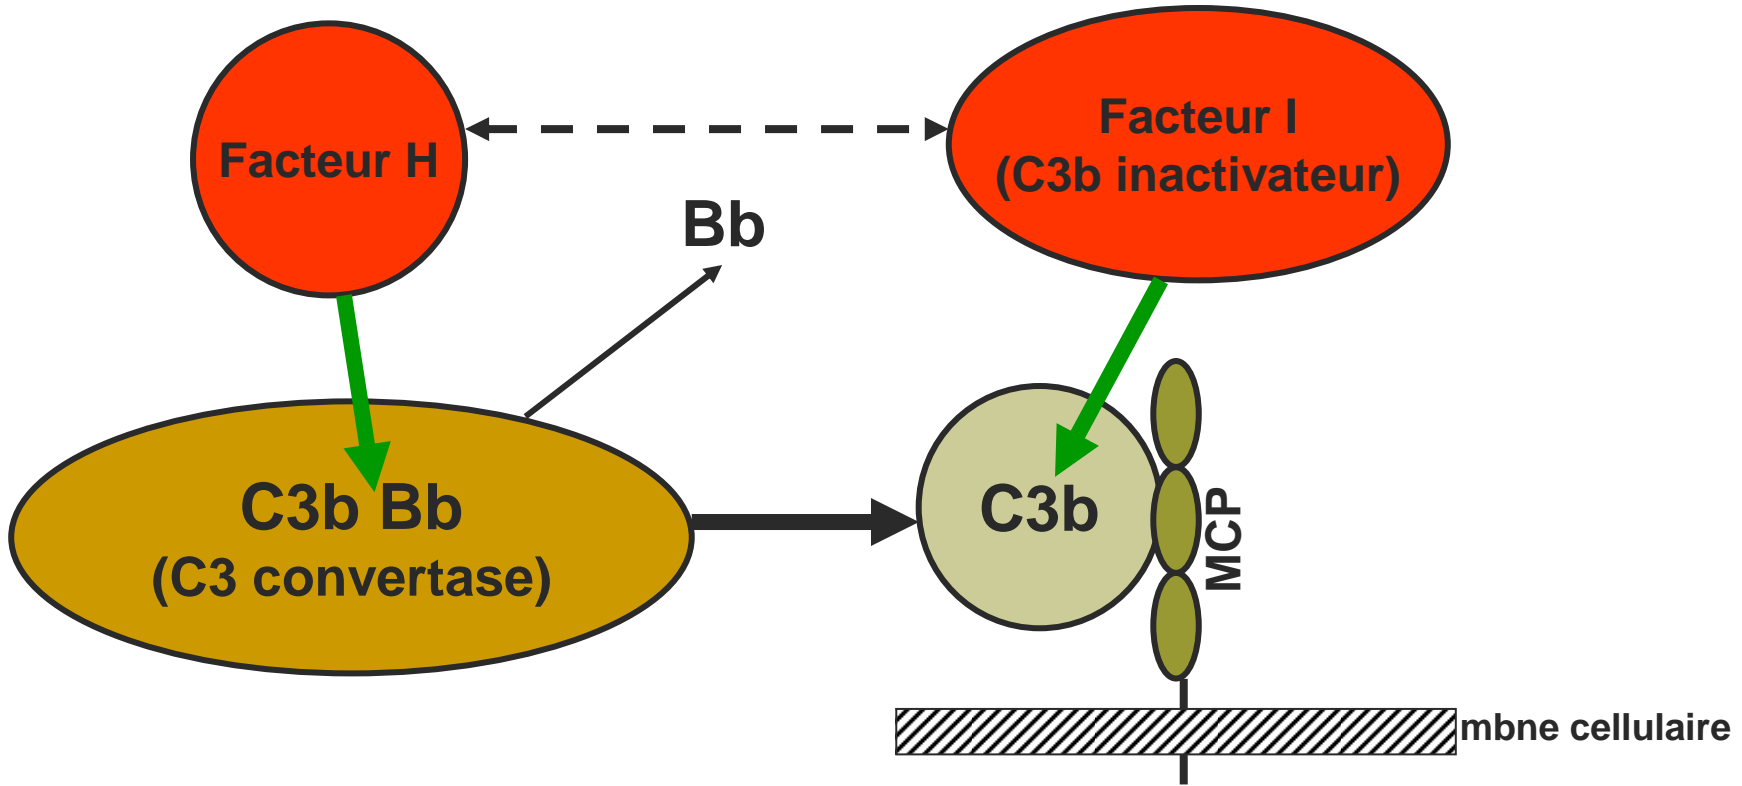 Facteur H
Facteur I
(C3b inactivateur)
Bb
C3b Bb
(C3 convertase)
C3b
MCP
mbne cellulaire